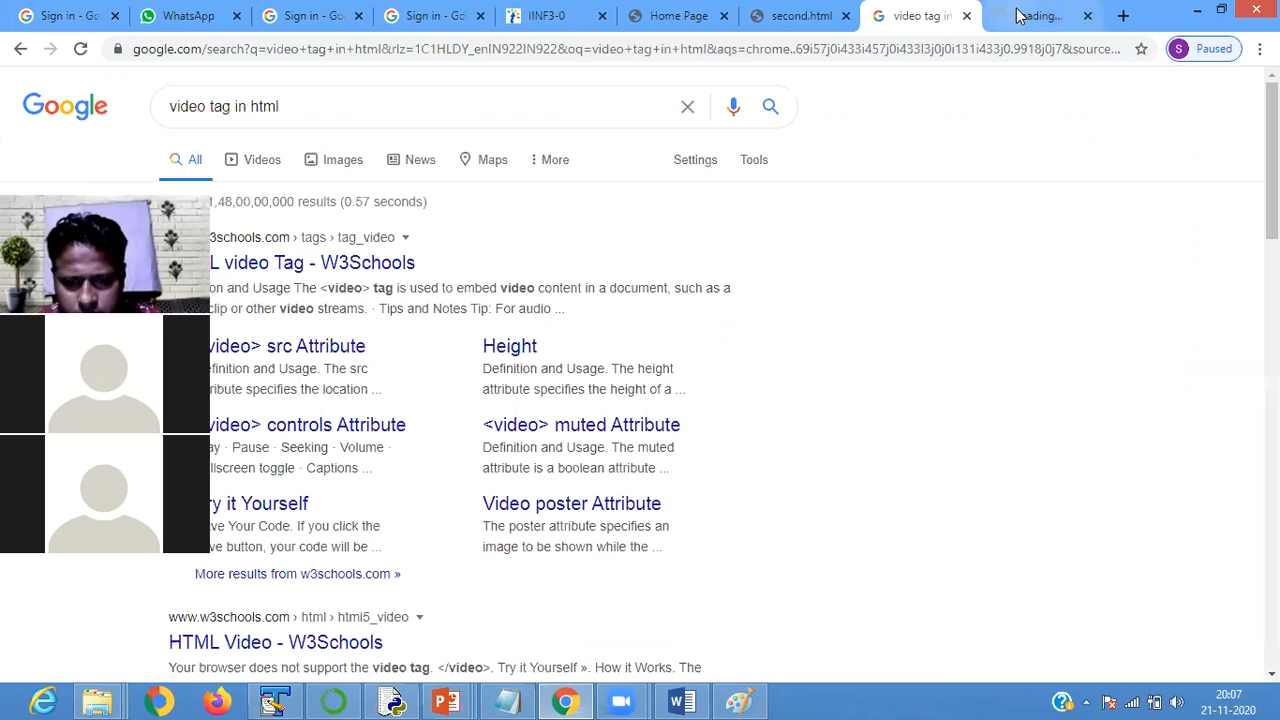 Sign in - Goo
WhatsApp
Sign in - Goo
Sign in - Goo
IINF3-0
Home Page
second.html
video tag in
ading...
google.com/search?q=video+tag+in+html&rlz=1C1HLDY_enIN922IN922&oq=video+tag+in+html&aqs=chrome..69i57j0i433i457j0i433l3j0i131i433j0.9918j0j7&source...
S
Paused
Google
video tag in html
All
Videos
Images
News
Maps
More
Settings
Tools
1,48,00,00,000 results (0.57 seconds)
3schools.com › tags › tag_video
L video Tag - W3Schools
on and Usage The <video> tag is used to embed video content in a document, such as a
clip or other video streams. · Tips and Notes Tip: For audio ...
video> src Attribute
efinition and Usage. The src
tribute specifies the location ...
Height
Definition and Usage. The height
attribute specifies the height of a ...
video> controls Attribute
ay · Pause · Seeking · Volume ·
llscreen toggle · Captions ...
<video> muted Attribute
Definition and Usage. The muted
attribute is a boolean attribute ...
ry it Yourself
ve Your Code. If you click the
ve button, your code will be ...
Video poster Attribute
The poster attribute specifies an
image to be shown while the ...
More results from w3schools.com »
www.w3schools.com › html › html5_video
HTML Video - W3Schools
Your browser does not support the video tag. </video>. Try it Yourself ». How it Works. The
20:07
21-11-2020